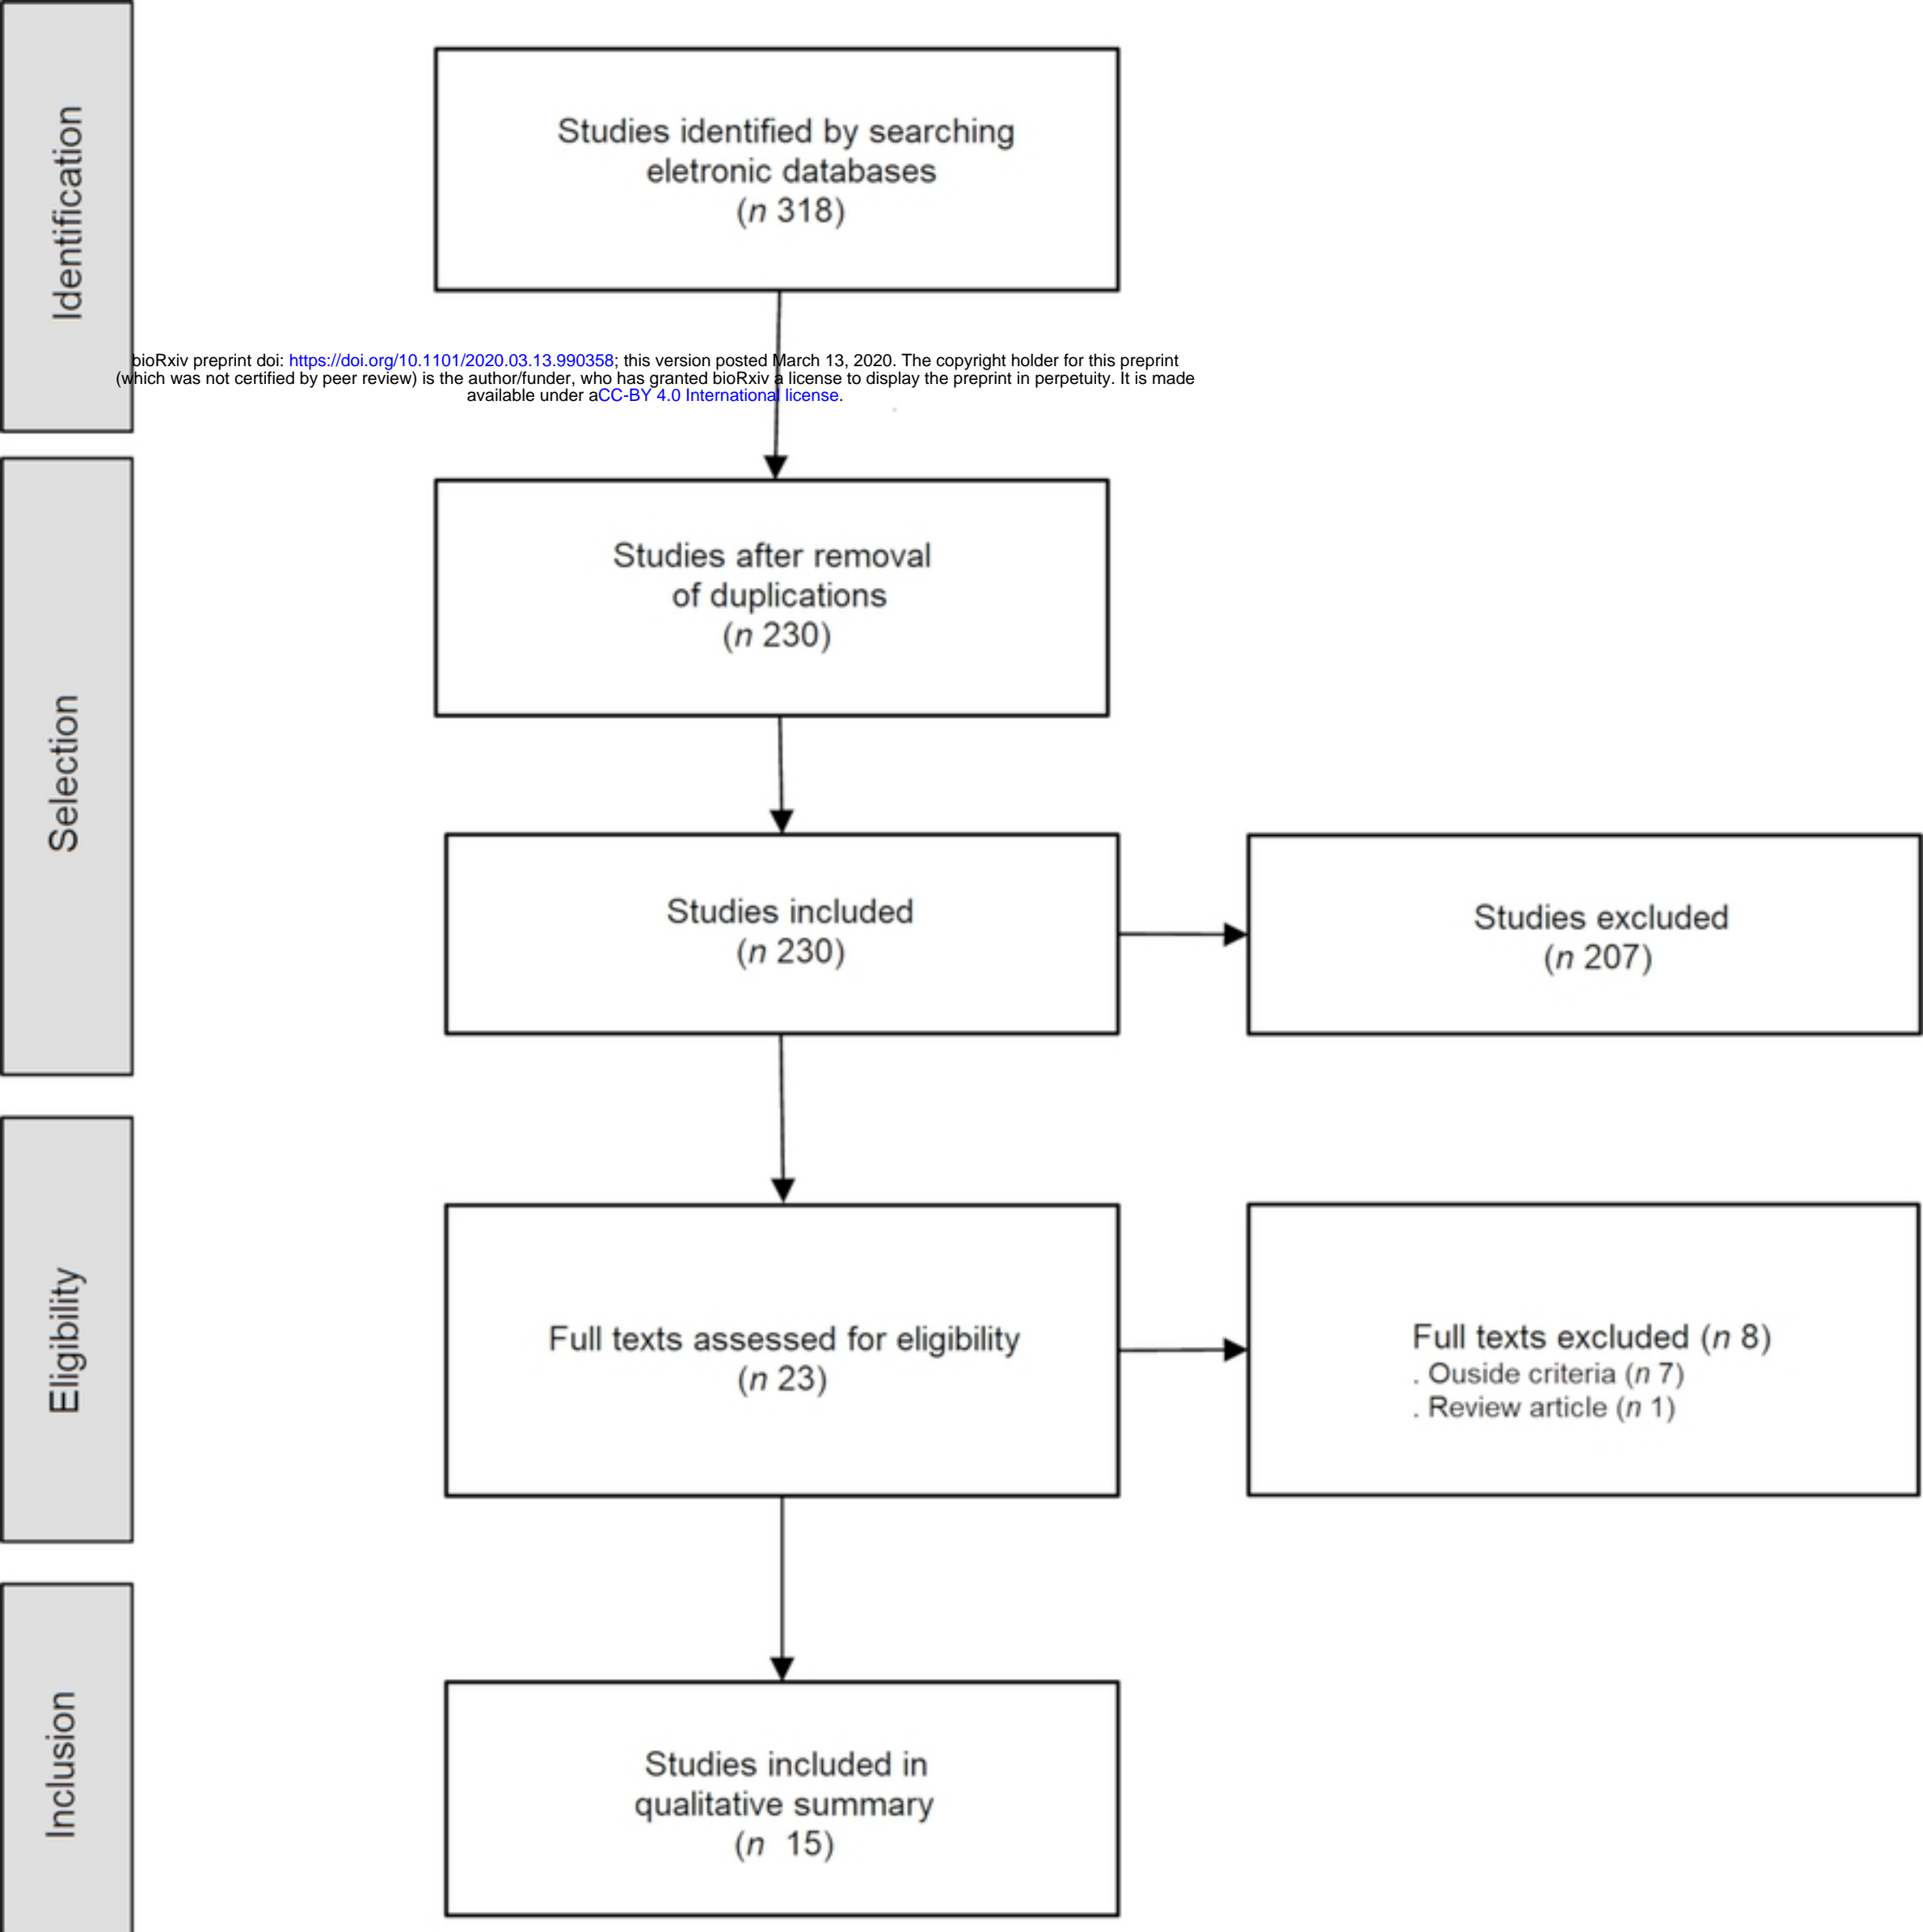 Identification
Studies identified by searching
eletronic databases
(n 318)
bioRxiv preprint doi: https://doi.org/10.1101/2020.03.13.990358; this version posted March 13, 2020. The copyright holder for this preprint
(which was not certified by peer review) is the author/funder, who has granted bioRxiv a license to display the preprint in perpetuity. It is made
available under aCC-BY 4.0 International license.
Selection
Studies after removal
of duplications
(n 230)
Studies included
(n 230)
Studies excluded
(n 207)
Eligibility
Full texts assessed for eligibility
(n 23)
Full texts excluded (n 8)
. Ouside criteria (n 7)
. Review article (n 1)
Inclusion
Studies included in
qualitative summary
(n 15)